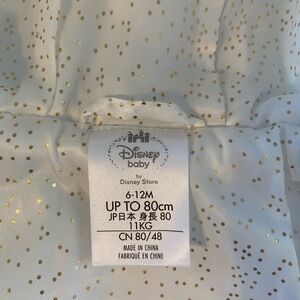 Disney
baby
by
Disney Store
6-12M
UP TO 80cm
JP日本 身長 80
11KG
CN 80/48
MADE IN CHINA
FABRIQUÉ EN CHINE